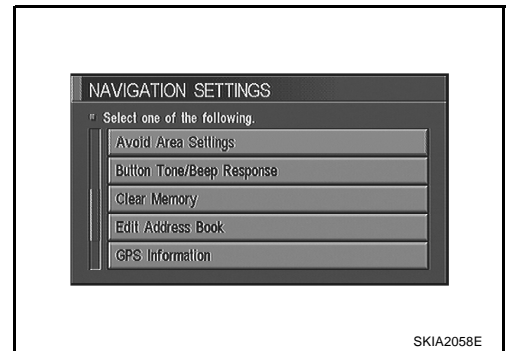 NAVIGATION SETTINGS
Select one of the following.
Avoid Area Settings
Button Tone/Beep Response
Clear Memory
Edit Address Book
GPS Information
SKIA2058E